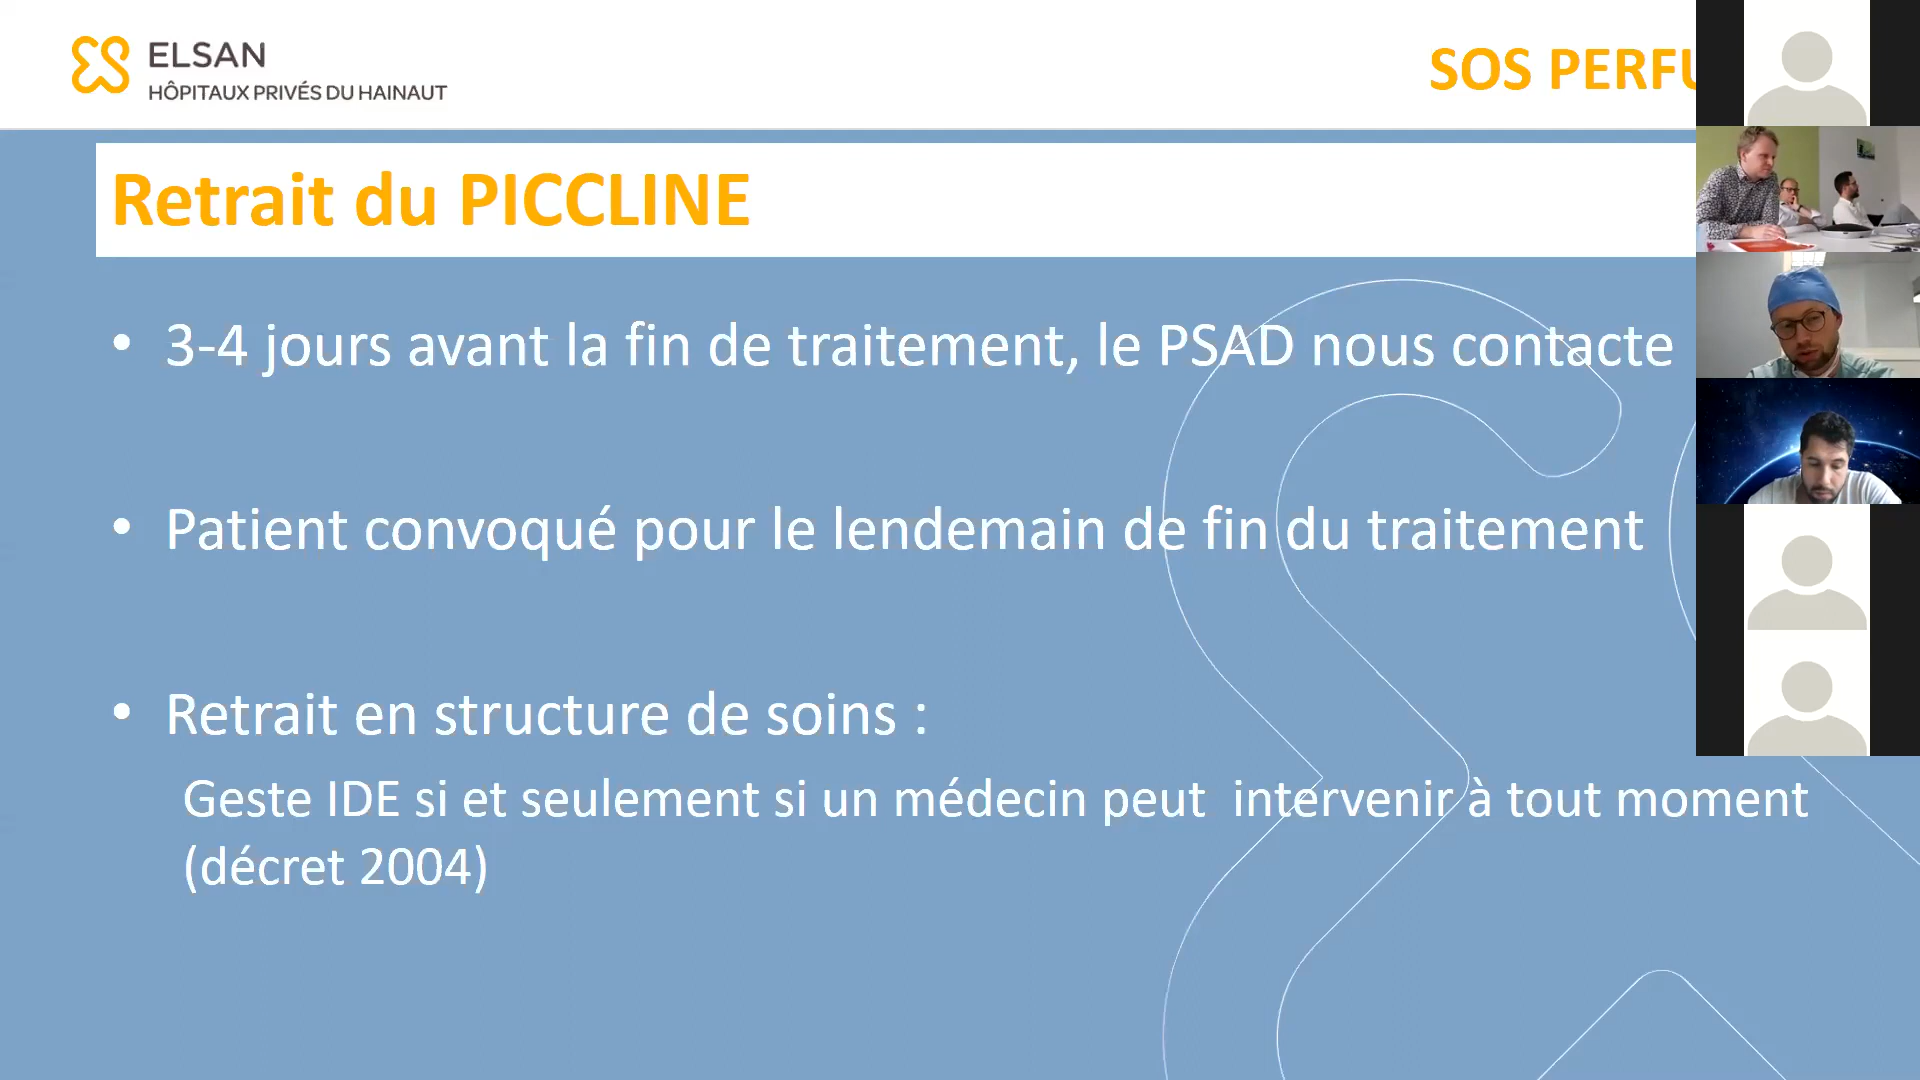 ELSAN
HÔPITAUX PRIVÉS DU HAINAUT
SOS
Retrait du PICCLINE
• 3-4 jours avant la fin de traitement, le PSAD nous contacte
• Patient convoqué pour le lendemain de fin du traitement
• Retrait en structure de soins :
Geste IDE si et seulement si un médecin peut intervenir à tout moment
(décret 2004)